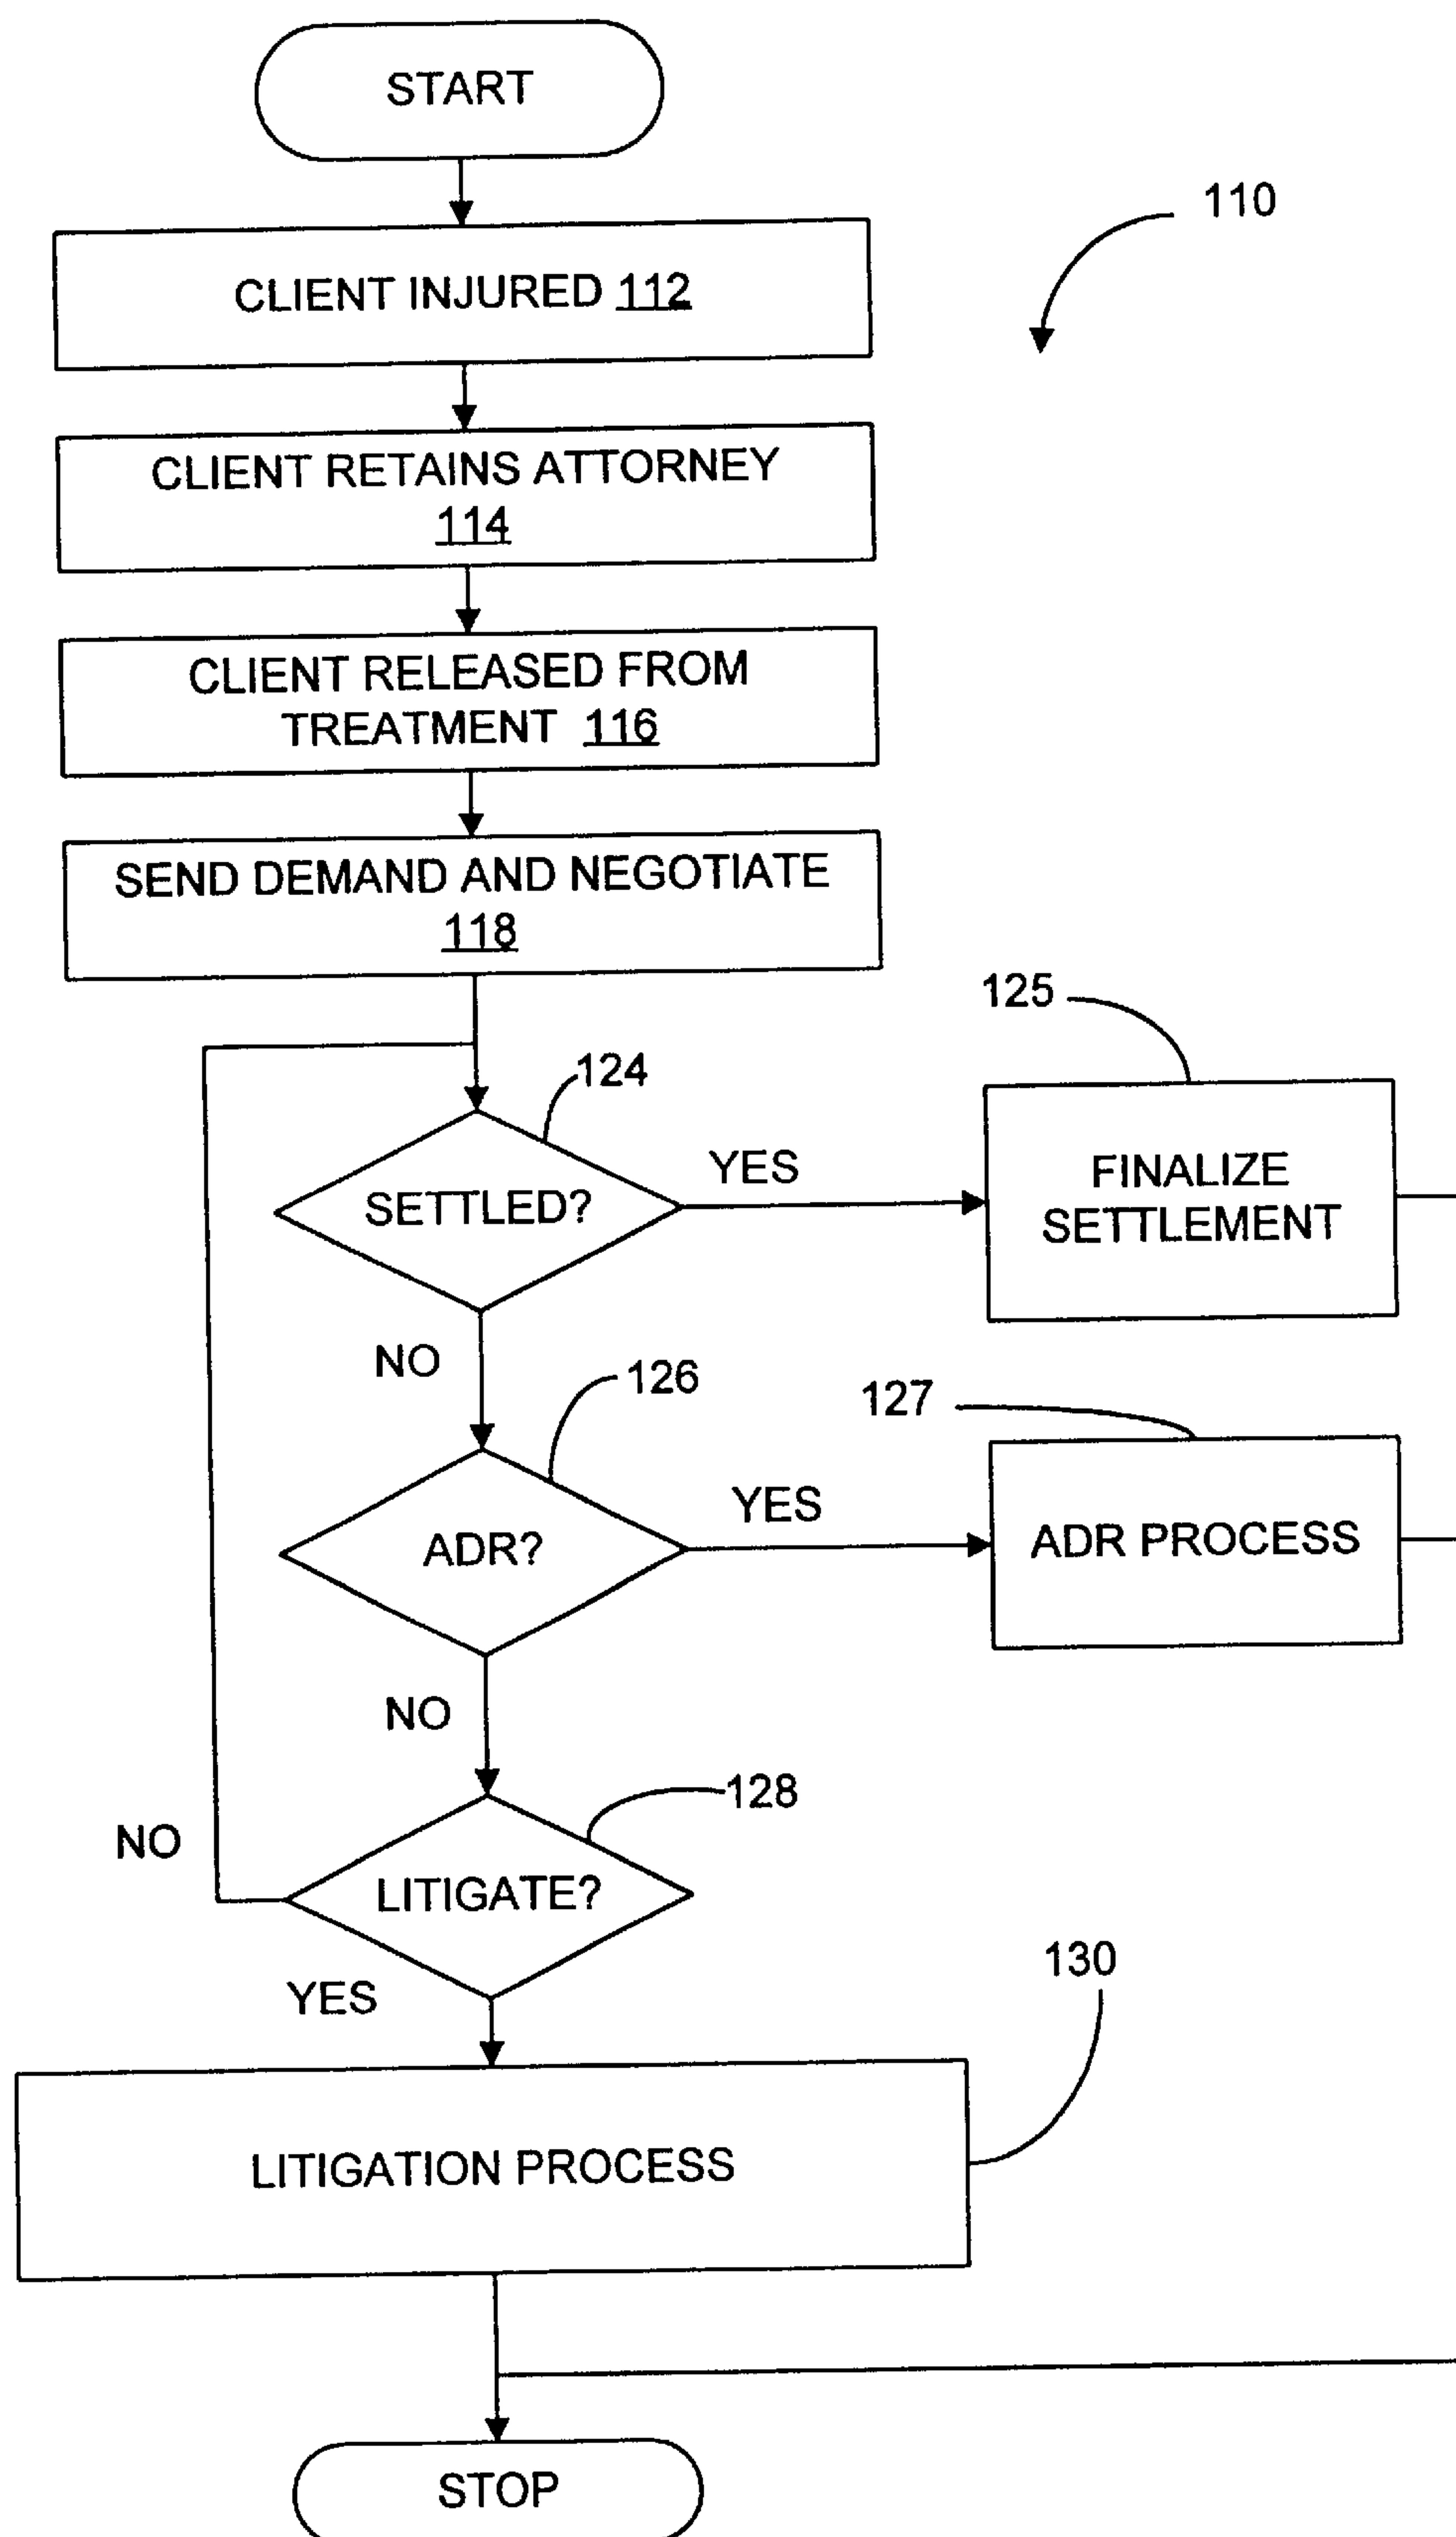 START
110
CLIENT INJURED 112
CLIENT RETAINS ATTORNEY
114
CLIENT RELEASED FROM
TREATMENT 116
SEND DEMAND AND NEGOTIATE
118
125
124
YES
SETTLED?
FINALIZE
SETTLEMENT
NO
126
127
YES
ADR?
ADR PROCESS
NO
128
NO
LITIGATE?
YES
130
LITIGATION PROCESS
STOP